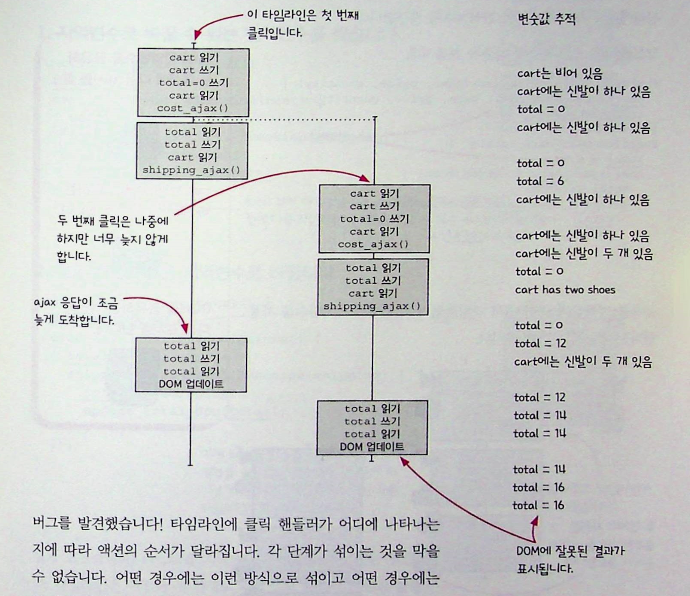 이 타임라인은 첫 번째
클릭입니다.
변수값 추적
cart 읽기
cart 쓰기
total=0 쓰기
cart 읽기
cost_ajax()
cart는 비어 있음
cart에는 신발이 하나 있음
total = 0
cart에는 신발이 하나 있음
total 읽기
total 쓰기
cart 읽기
shipping_ajax()
total = 0
total = 6
cart에는 신발이 하나 있음
두 번째 클릭은 나중에
하지만 너무 늦지 않게
합니다.
cart 읽기
cart 쓰기
total=0 쓰기
cart 읽기
cost_ajax()
cart에는 신발이 하나 있음
cart에는 신발이 두 개 있음
total = 0
cart has two shoes
total 읽기
total 쓰기
cart 읽기
shipping_ajax()
total = 0
total = 12
cart에는 신발이 두 개 있음
ajax 응답이 조금
늦게 도착합니다.
total 읽기
total 쓰기
total 읽기
DOM 업데이트
total = 12
total = 14
total = 14
total 읽기
total 쓰기
total 읽기
DOM 업데이트
total = 14
total = 16
total = 16
DOM에 잘못된 결과가
표시됩니다.
버그를 발견했습니다! 타임라인에 클릭 핸들러가 어디에 나타나는
지에 따라 액션의 순서가 달라집니다. 각 단계가 섞이는 것을 막을
수 없습니다. 어떤 경우에는 이런 방식으로 섞이고 어떤 경우에는